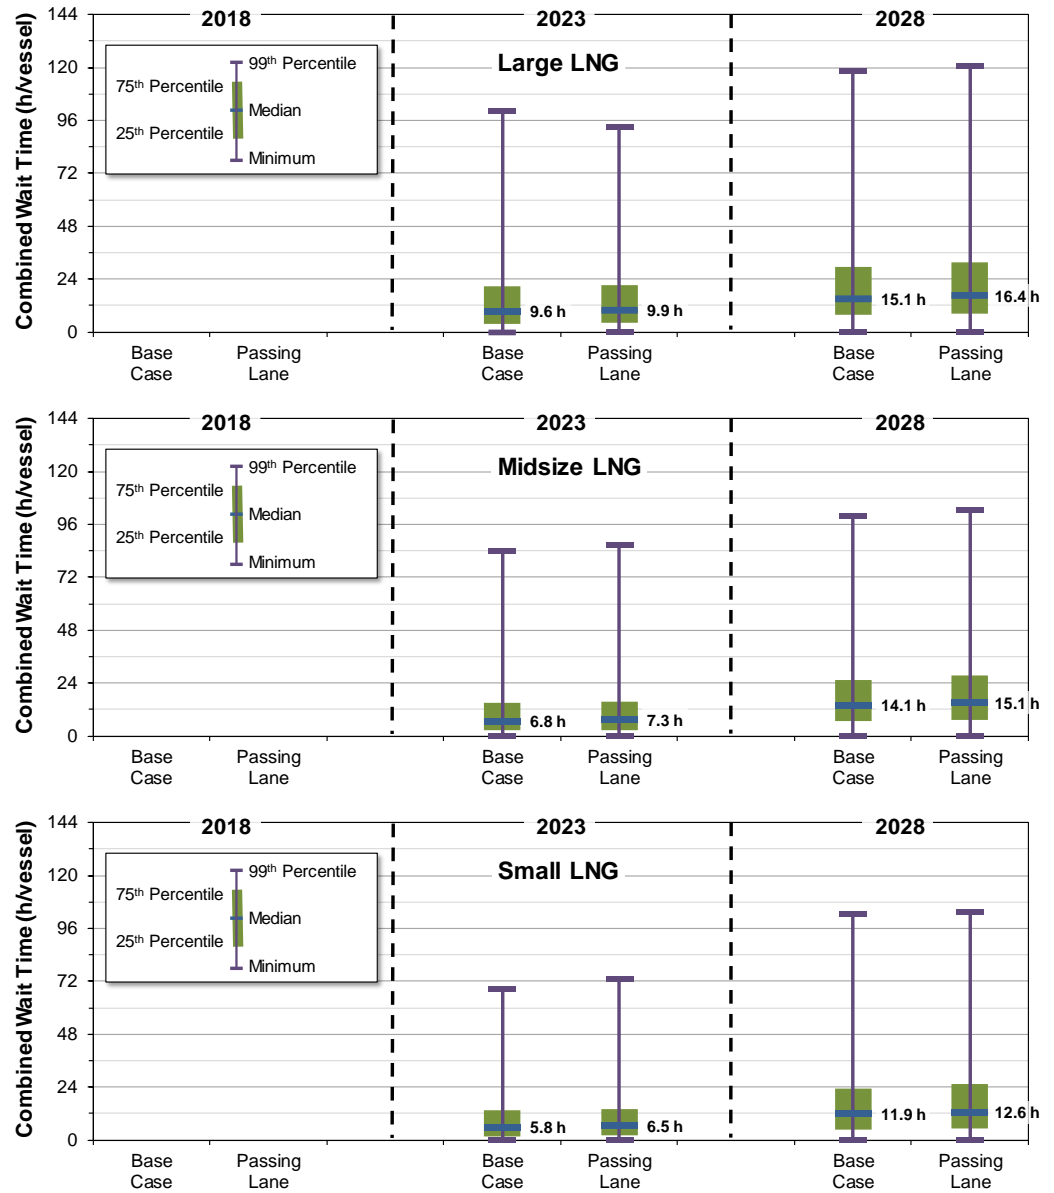 2018 2023 2028
Large LNG
Combined Wait Time (h/vessel)
144
120
96
72
48
24
0
99th Percentile
75th Percentile
Median
25th Percentile
Minimum
9.6 h
9.9 h
15.1 h
16.4 h
Base Case
Passing Lane
Base Case
Passing Lane
Base Case
Passing Lane
2018 2023 2028
Midsize LNG
Combined Wait Time (h/vessel)
144
120
96
72
48
24
0
99th Percentile
75th Percentile
Median
25th Percentile
Minimum
6.8 h
7.3 h
14.1 h
15.1 h
Base Case
Passing Lane
Base Case
Passing Lane
Base Case
Passing Lane
2018 2023 2028
Small LNG
Combined Wait Time (h/vessel)
144
120
96
72
48
24
0
99th Percentile
75th Percentile
Median
25th Percentile
Minimum
5.8 h
6.5 h
11.9 h
12.6 h
Base Case
Passing Lane
Base Case
Passing Lane
Base Case
Passing Lane